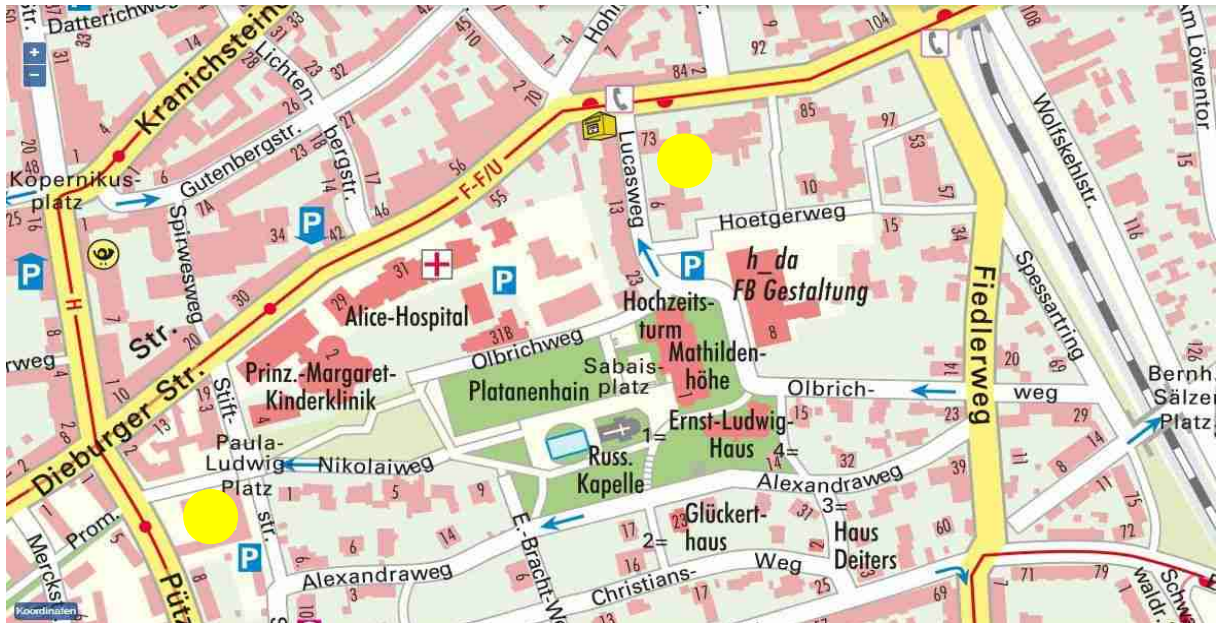 Datterichweg
Kranichsteiner
Lichten-
bergstr.
Gutenbergstr.
Kopernikus-
platz
Spirwesweg
H
P
Dieburger Str.
Str.
F-F/U
Lucasweg
Hoetgerweg
h_da
FB Gestaltung
Hochzeits-
turm
Mathilden-
höhe
Alice-Hospital
Prinz.-Margaret-
Kinderklinik
Olbrichweg
Platanenhain
Sabais-
platz
Ernst-Ludwig-
Haus
Russ.
Kapelle
Olbrich-
weg
Fiedlerweg
Spessartring
Wolfskehlstr.
Am Löwentor
Bernh.
Sälzer
Platz
Stift-
str.
Paula-
Ludwig-
Platz
Nikolaiweg
Prom.
Alexandraweg
Alexandraweg
Glückert-
haus
Haus
Deiters
Christians-
Weg
E.-Bracht-We
Pütz
Mercks
Schwa
waldr.
1=
2=
3=
4=
Koordinaten